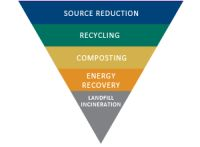 SOURCE REDUCTION
RECYCLING
COMPOSTING
ENERGY
RECOVERY
LANDFILL
INCINERATION